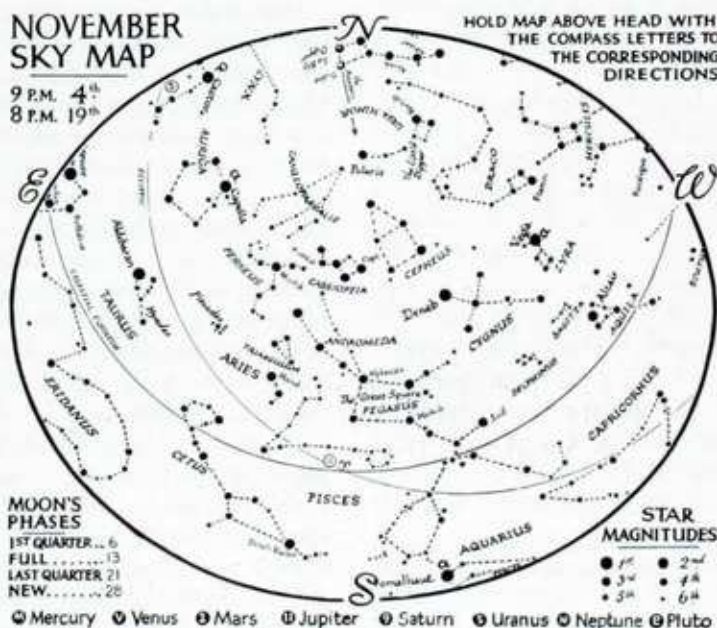 NOVEMBER
SKY MAP
9 P.M. 4th
8 P.M. 19th
HOLD MAP ABOVE HEAD WITH
THE COMPASS LETTERS TO
THE CORRESPONDING
DIRECTIONS
N
E
W
S
AURIGA
Capella
CAMELOPARDALIS
Polaris
DRACO
HERCULES
Vega
LYRA
CEPHEUS
CASSIOPEIA
PERSEUS
Aldebaran
TAURUS
Hyades
Pleiades
ARIES
TRIANGULUM
ANDROMEDA
Deneb
CYGNUS
Altair
AQUILA
SAGITTA
DELPHINUS
The Great Square
PEGASUS
ERIDANUS
CETUS
PISCES
AQUARIUS
CAPRICORNUS
Fomalhaut
MOON'S
PHASES
1ST QUARTER .. 6
FULL ....... 13
LAST QUARTER 21
NEW ....... 28
STAR
MAGNITUDES
1st 2nd
3rd 4th
5th 6th
Mercury Venus Mars Jupiter Saturn Uranus Neptune Pluto